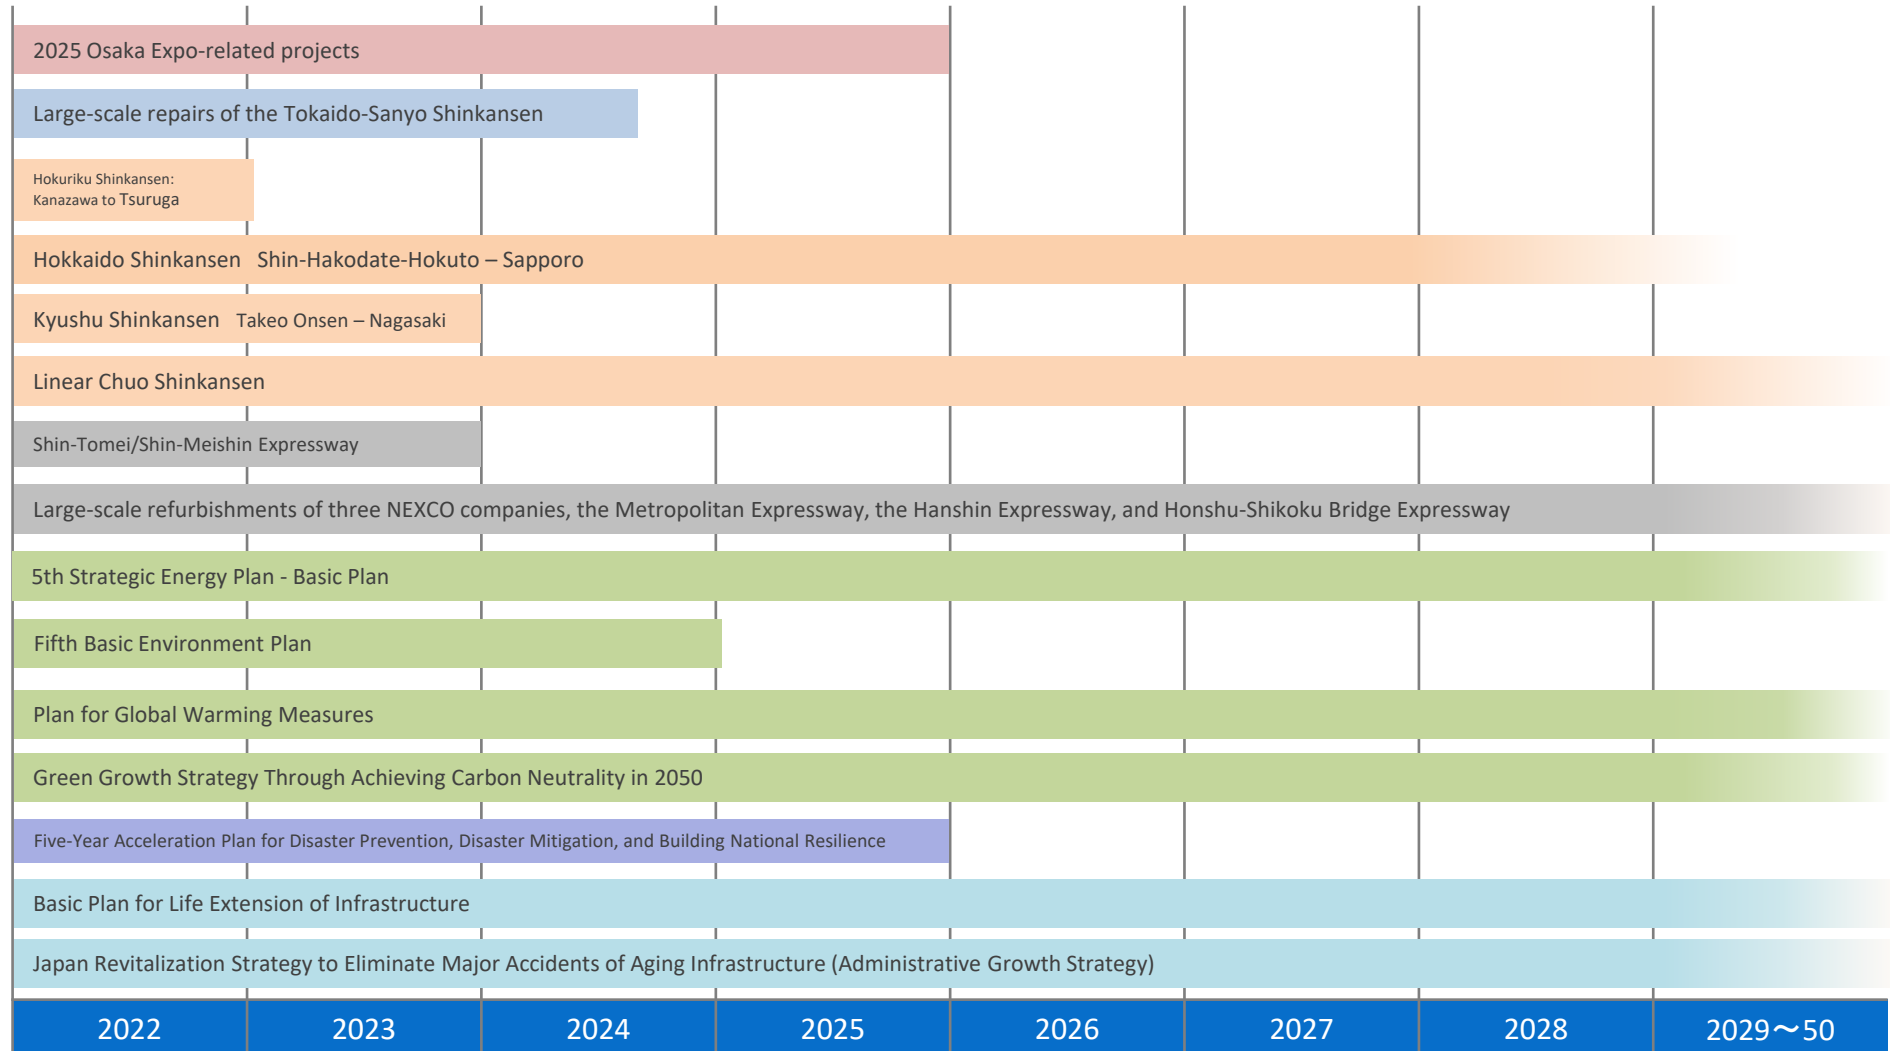 2025 Osaka Expo-related projects
Large-scale repairs of the Tokaido-Sanyo Shinkansen
Hokuriku Shinkansen:
Kanazawa to Tsuruga
Hokkaido Shinkansen Shin-Hakodate-Hokuto – Sapporo
Kyushu Shinkansen Takeo Onsen – Nagasaki
Linear Chuo Shinkansen
Shin-Tomei/Shin-Meishin Expressway
Large-scale refurbishments of three NEXCO companies, the Metropolitan Expressway, the Hanshin Expressway, and Honshu-Shikoku Bridge Expressway
5th Strategic Energy Plan - Basic Plan
Fifth Basic Environment Plan
Plan for Global Warming Measures
Green Growth Strategy Through Achieving Carbon Neutrality in 2050
Five-Year Acceleration Plan for Disaster Prevention, Disaster Mitigation, and Building National Resilience
Basic Plan for Life Extension of Infrastructure
Japan Revitalization Strategy to Eliminate Major Accidents of Aging Infrastructure (Administrative Growth Strategy)
2022 2023 2024 2025 2026 2027 2028 2029～50